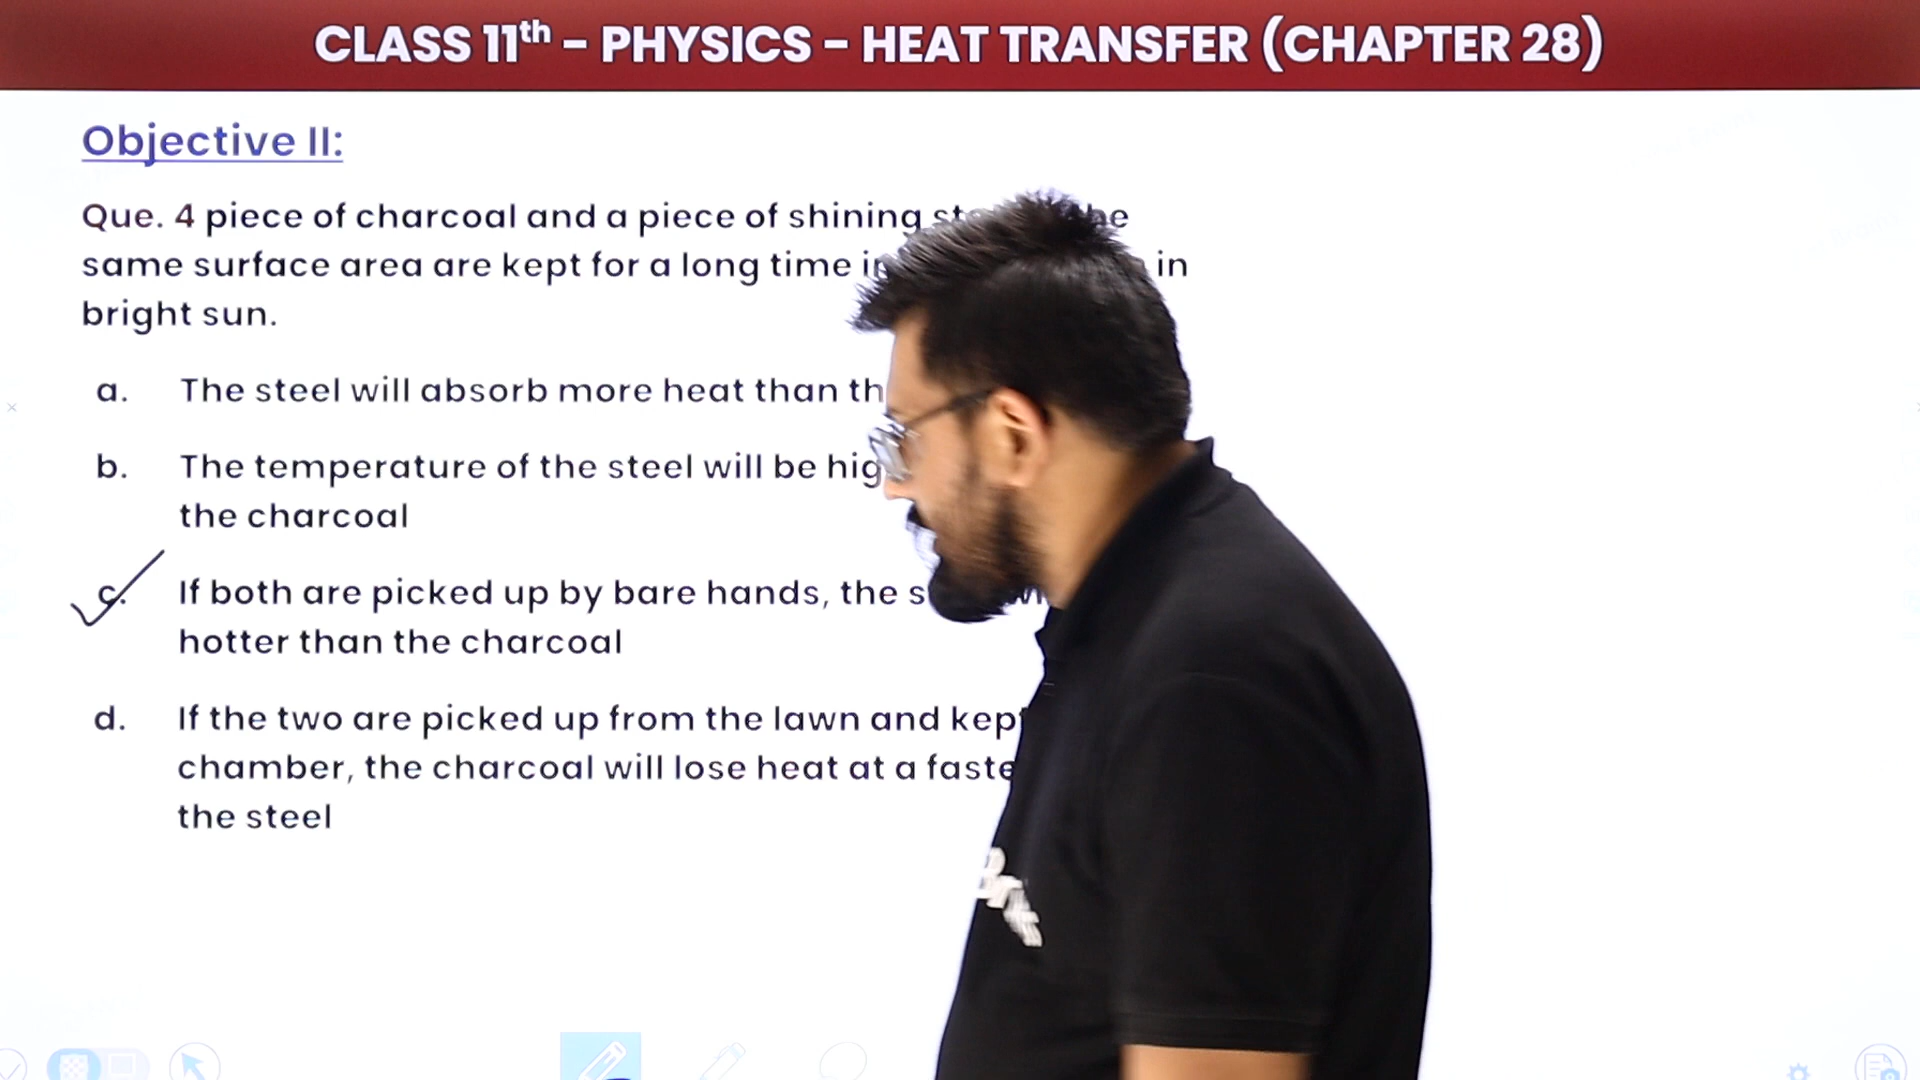 CLASS 11th – PHYSICS – HEAT TRANSFER (CHAPTER 28)
Objective II:
Que. 4 piece of charcoal and a piece of shining
same surface area are kept for a long time in
bright sun.
a. The steel will absorb more heat than
b. The temperature of the steel will be
the charcoal
c. If both are picked up by bare hands, the
hotter than the charcoal
d. If the two are picked up from the lawn and
chamber, the charcoal will lose heat at a
the steel